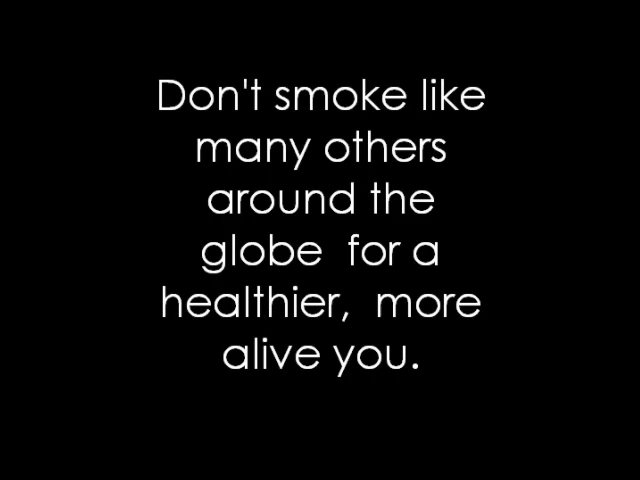 Don't smoke like
many others
around the
globe  for a
healthier,  more
alive you.